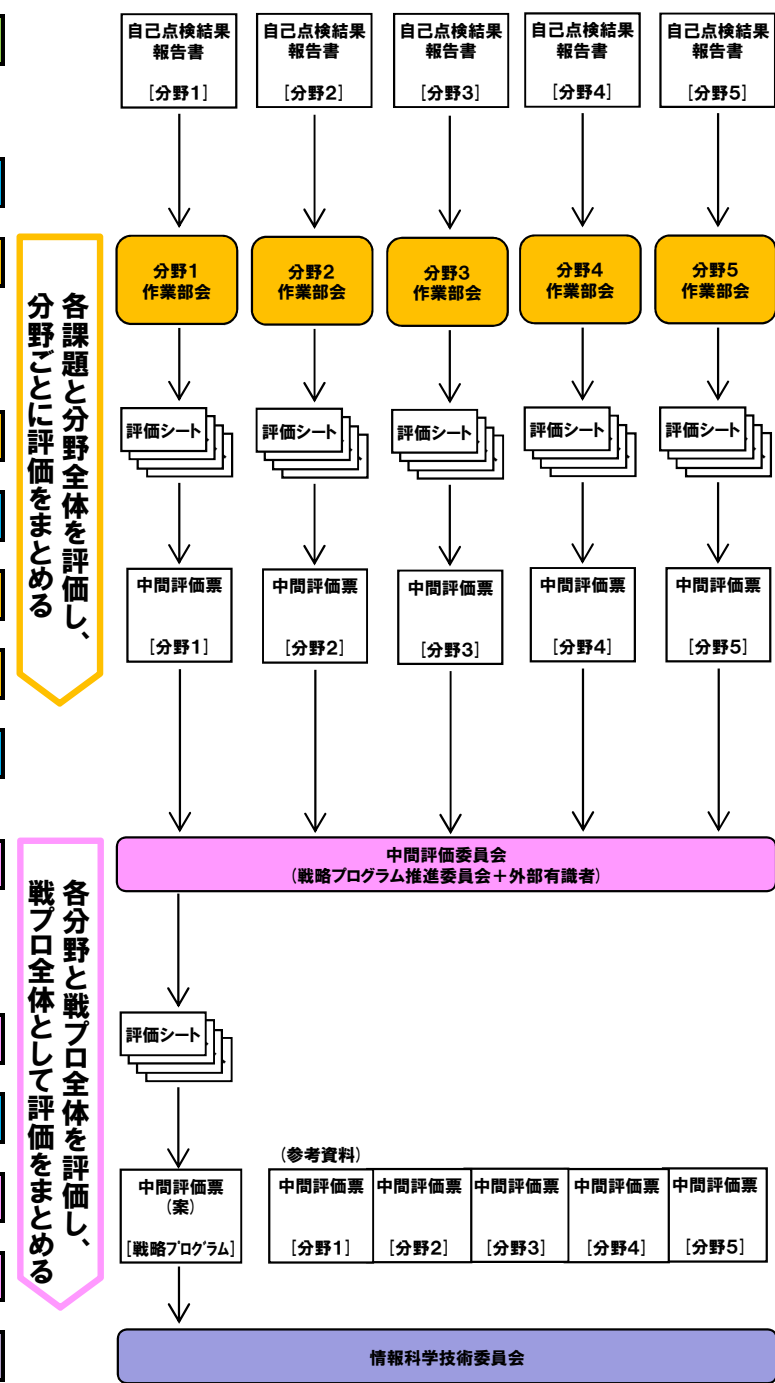 自己点検結果
報告書
[分野1]
自己点検結果
報告書
[分野2]
自己点検結果
報告書
[分野3]
自己点検結果
報告書
[分野4]
自己点検結果
報告書
[分野5]
各課題と分野全体を評価し、
分野ごとに評価をまとめる
分野1
作業部会
分野2
作業部会
分野3
作業部会
分野4
作業部会
分野5
作業部会
評価シート
評価シート
評価シート
評価シート
評価シート
中間評価票
[分野1]
中間評価票
[分野2]
中間評価票
[分野3]
中間評価票
[分野4]
中間評価票
[分野5]
中間評価委員会
(戦略プログラム推進委員会+外部有識者)
各分野と戦プロ全体を評価し、
戦プロ全体として評価をまとめる
評価シート
中間評価票
(案)
[戦略プログラム]
(参考資料)
中間評価票
[分野1]
中間評価票
[分野2]
中間評価票
[分野3]
中間評価票
[分野4]
中間評価票
[分野5]
情報科学技術委員会